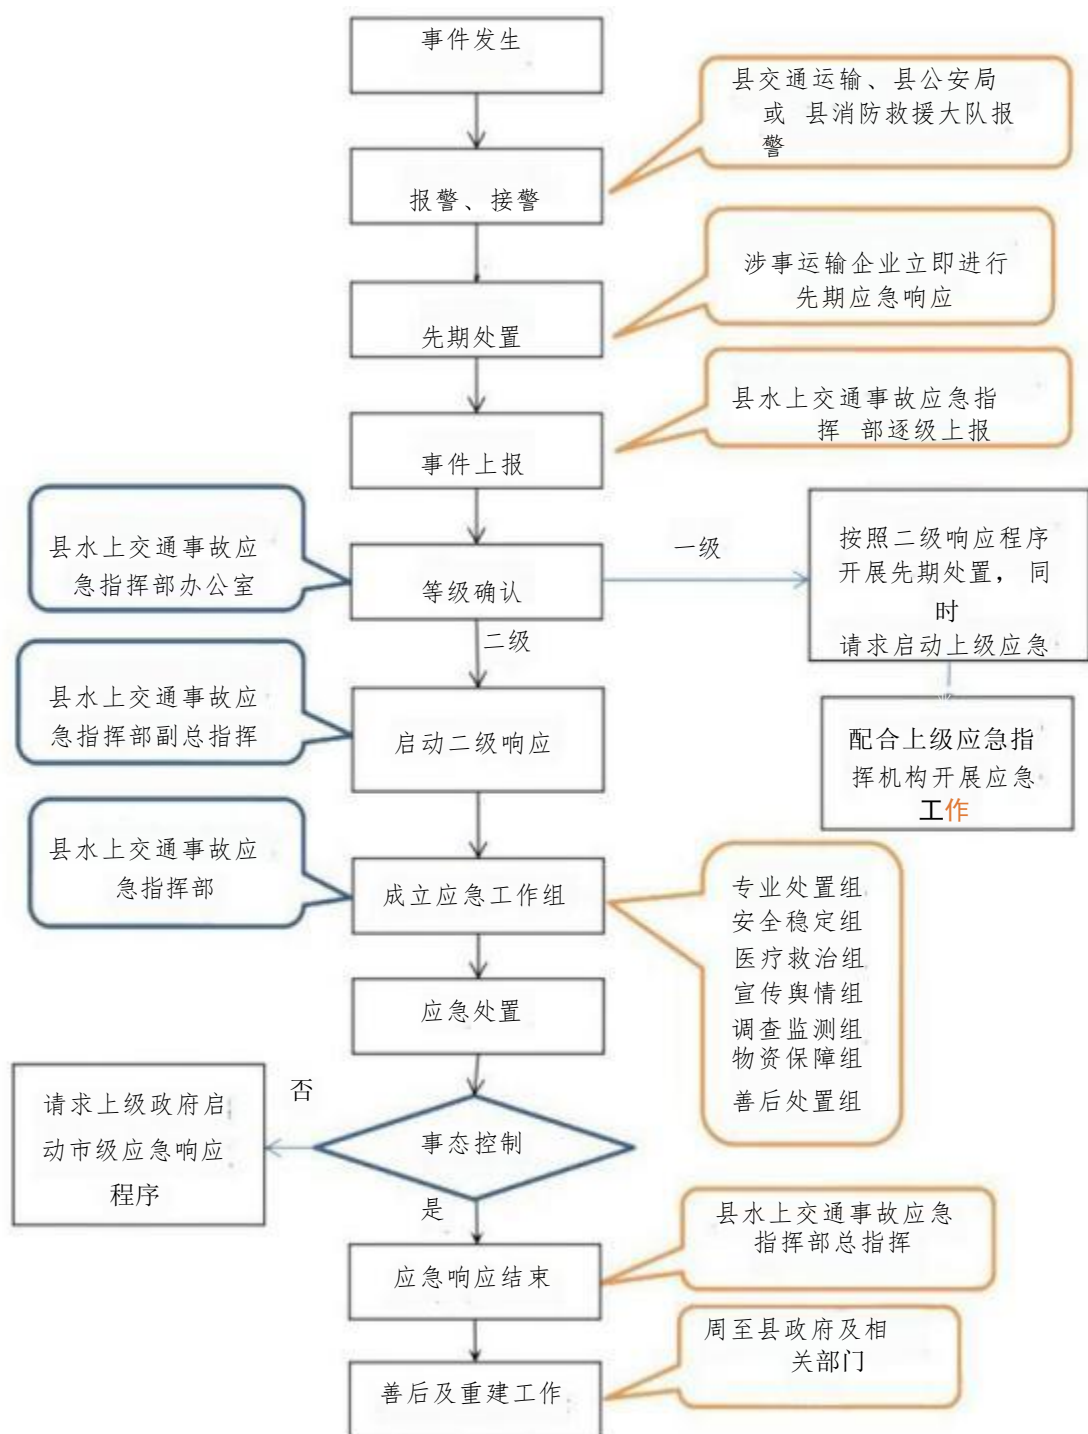 事件发生
县交通运输、县公安局
或 县消防救援大队报
警
报警、接警
涉事运输企业立即进行
先期应急响应
先期处置
县水上交通事故应急指
挥 部逐级上报
事件上报
县水上交通事故应
急指挥部办公室
等级确认
一级
按照二级响应程序
开展先期处置，同
时
请求启动上级应急
二级
县水上交通事故应
急指挥部副总指挥
启动二级响应
配合上级应急指
挥机构开展应急
工作
县水上交通事故应
急指挥部
成立应急工作组
专业处置组
安全稳定组
医疗救治组
宣传舆情组
调查监测组
物资保障组
善后处置组
应急处置
请求上级政府启
动市级应急响应
程序
否
事态控制
是
县水上交通事故应急
指挥部总指挥
应急响应结束
周至县政府及相
关部门
善后及重建工作